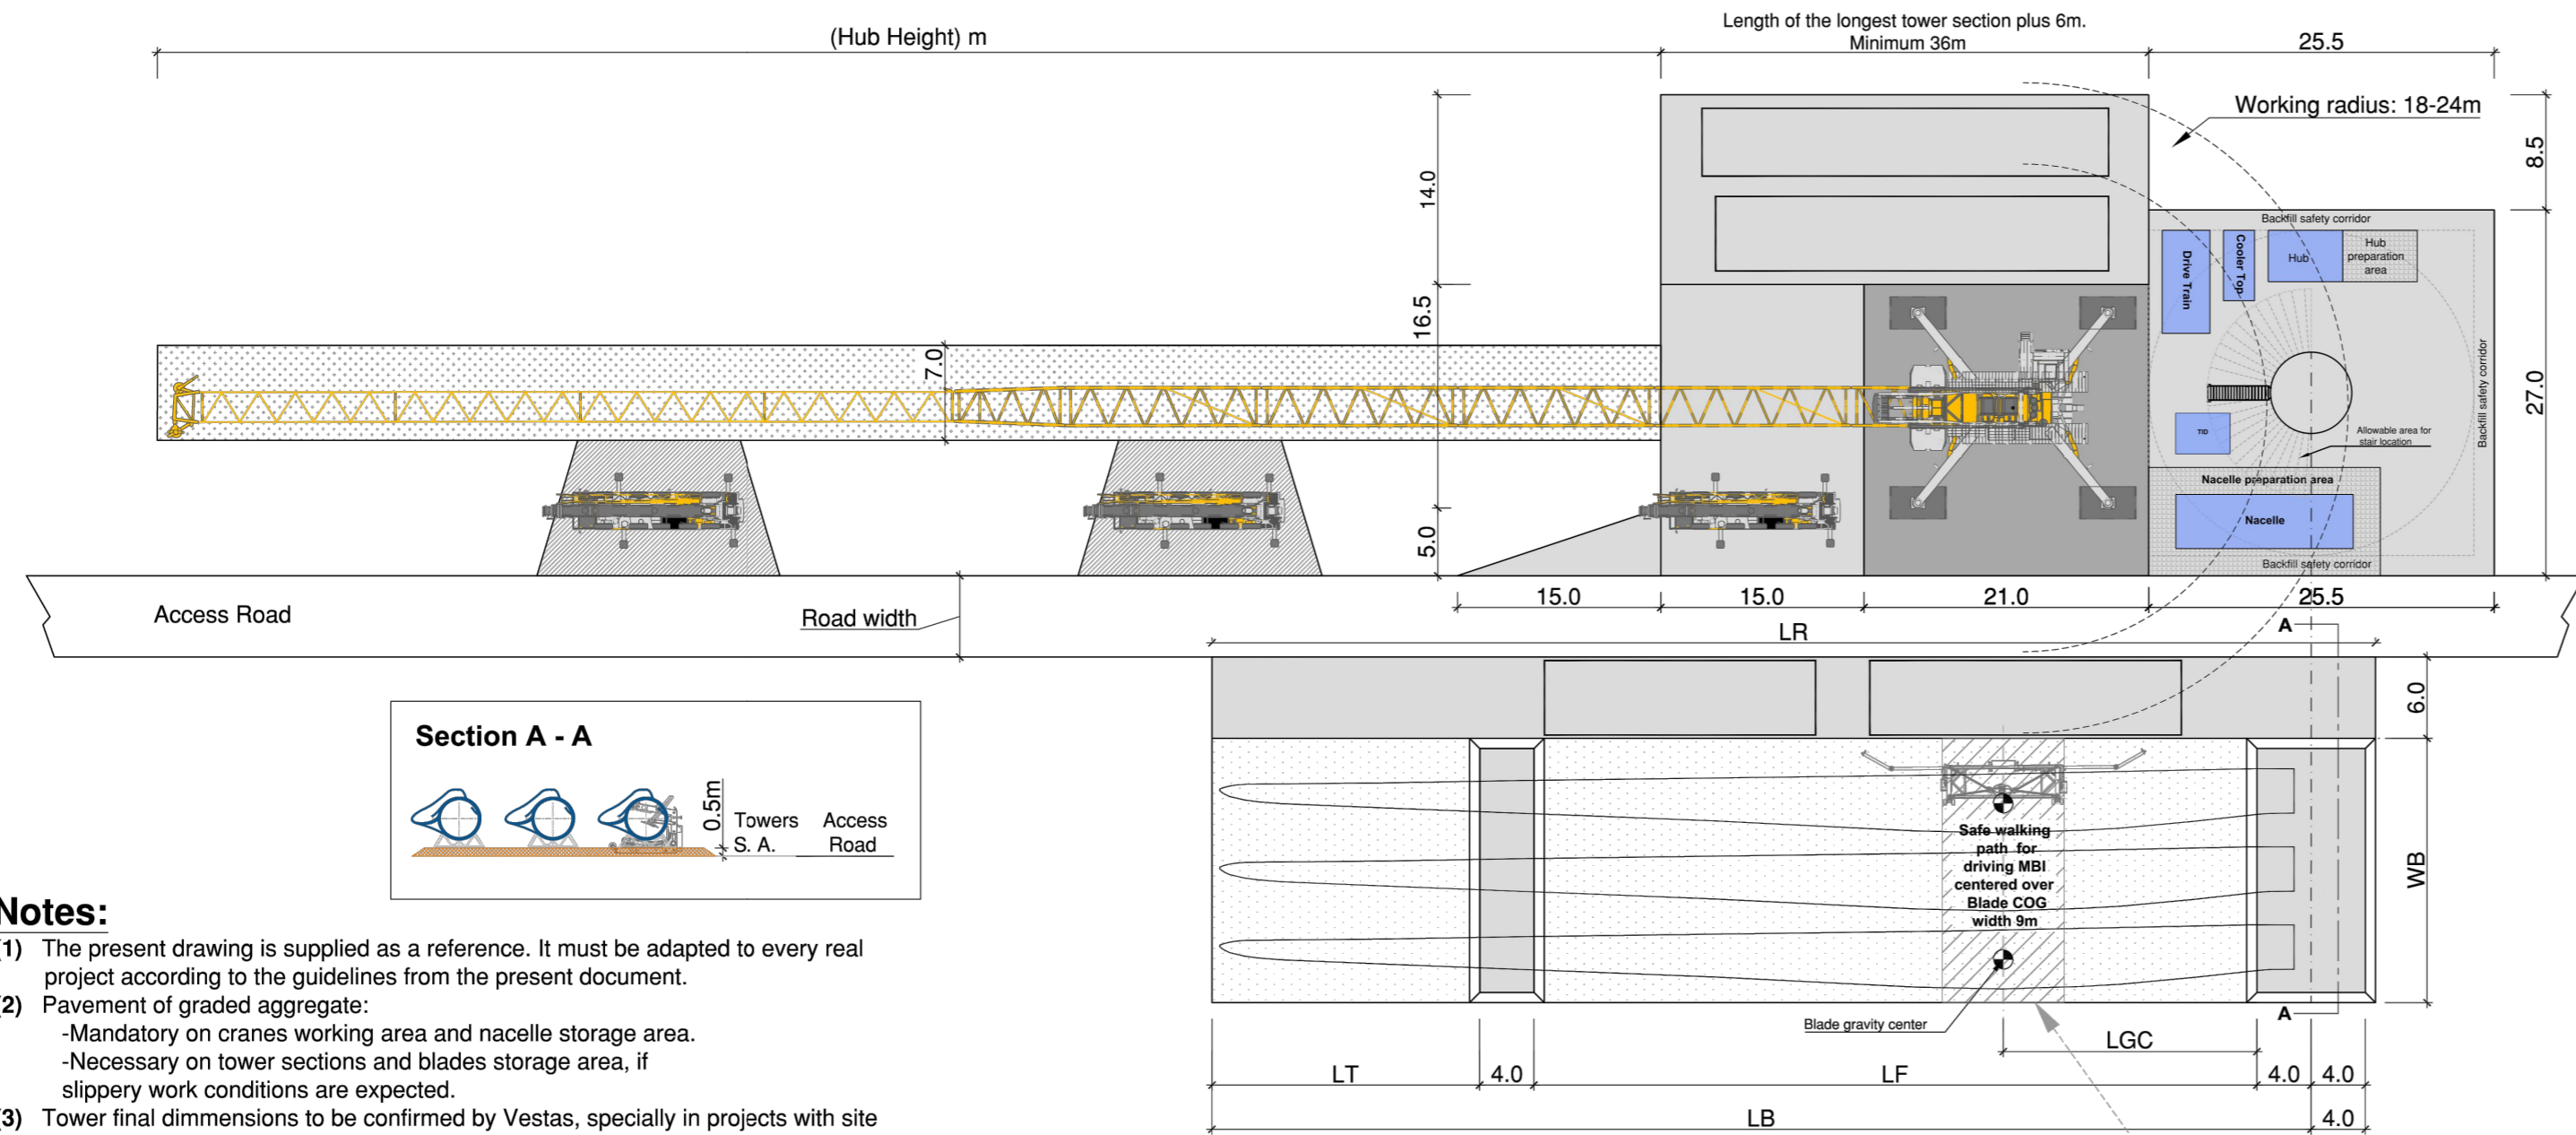 (Hub Height) m
Length of the longest tower section plus 6m.
Minimum 36m
25.5
Working radius: 18-24m
8.5
14.0
Backfill safety corridor
Drive Train
Cooler Top
Hub
Hub
preparation
area
16.5
7.0
27.0
Backfill safety corridor
TID
Allowable area for
stair location
Nacelle preparation area
Nacelle
5.0
Backfill safety corridor
Access Road
Road width
15.0
15.0
21.0
25.5
LR
A
6.0
Section A - A
0.5m
Towers
S. A.
Access
Road
Safe walking
path for
driving MBI
centered over
Blade COG
width 9m
WB
Notes:
(1) The present drawing is supplied as a reference. It must be adapted to every real
project according to the guidelines from the present document.
(2) Pavement of graded aggregate:
-Mandatory on cranes working area and nacelle storage area.
-Necessary on tower sections and blades storage area, if
slippery work conditions are expected.
(3) Tower final dimmensions to be confirmed by Vestas, specially in projects with site
Blade gravity center
A
LGC
LT
4.0
LF
4.0
4.0
LB
4.0